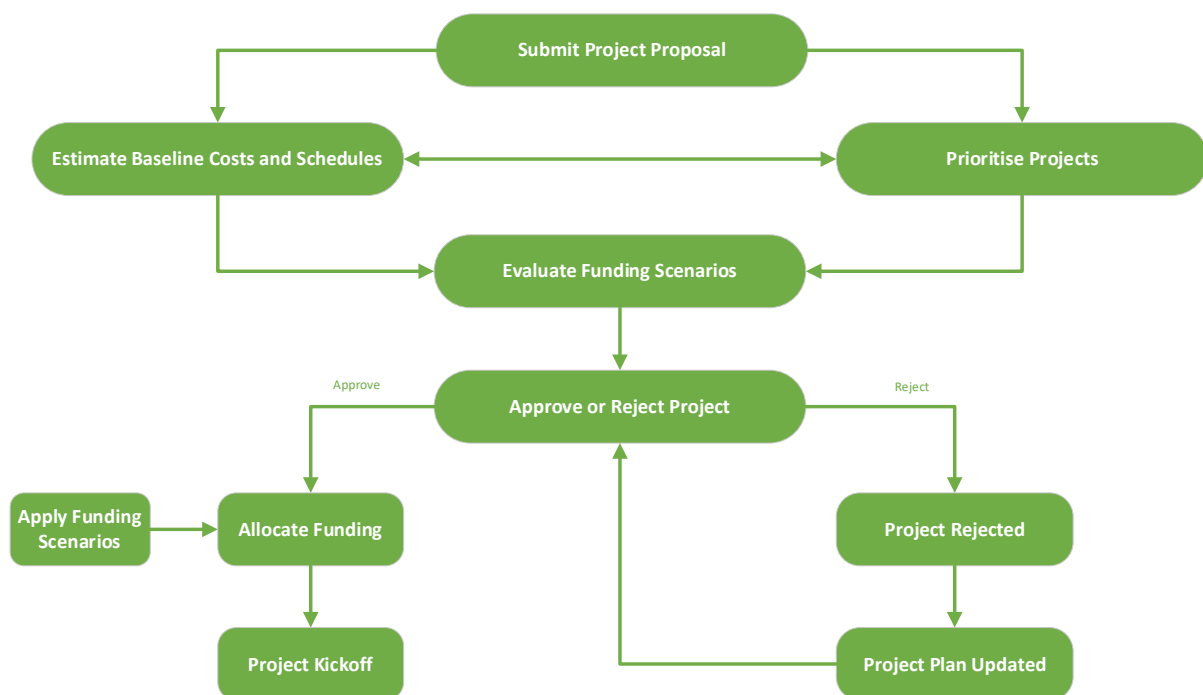 Submit Project Proposal
Estimate Baseline Costs and Schedules
Prioritise Projects
Evaluate Funding Scenarios
Approve
Reject
Approve or Reject Project
Apply Funding
Scenarios
Allocate Funding
Project Rejected
Project Kickoff
Project Plan Updated